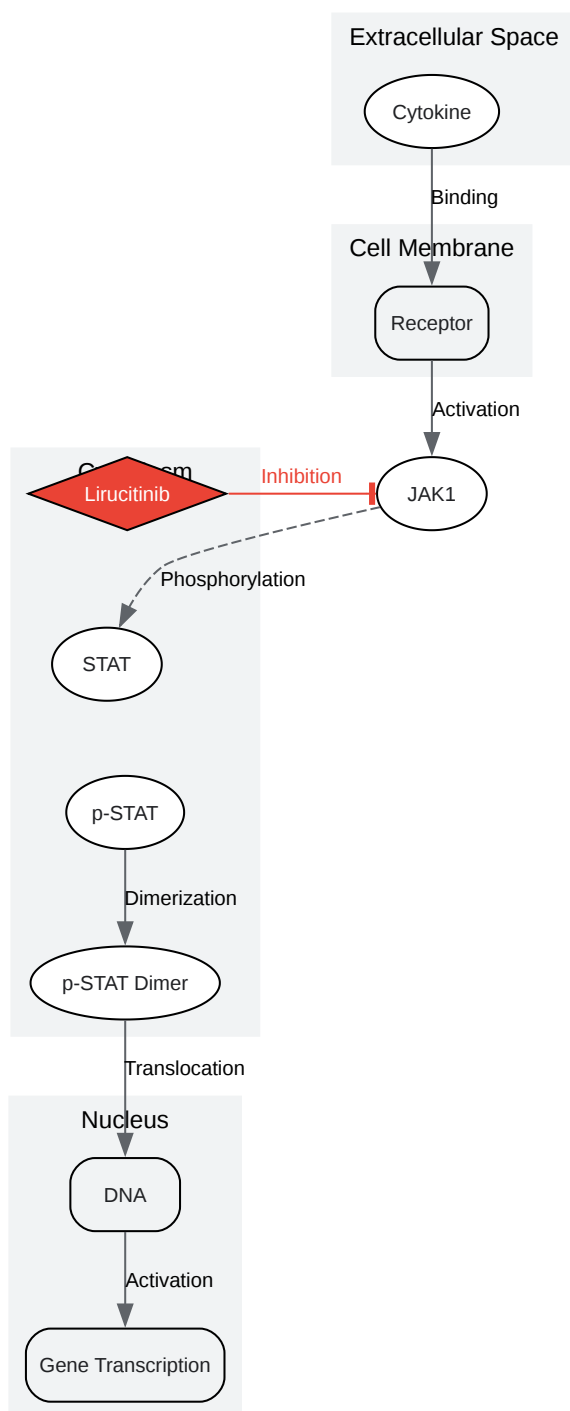 Extracellular Space
Cytokine
Binding
Cell Membrane
Receptor
Activation
Lirucitinib
Inhibition
JAK1
Phosphorylation
STAT
p-STAT
Dimerization
p-STAT Dimer
Translocation
Nucleus
DNA
Activation
Gene Transcription